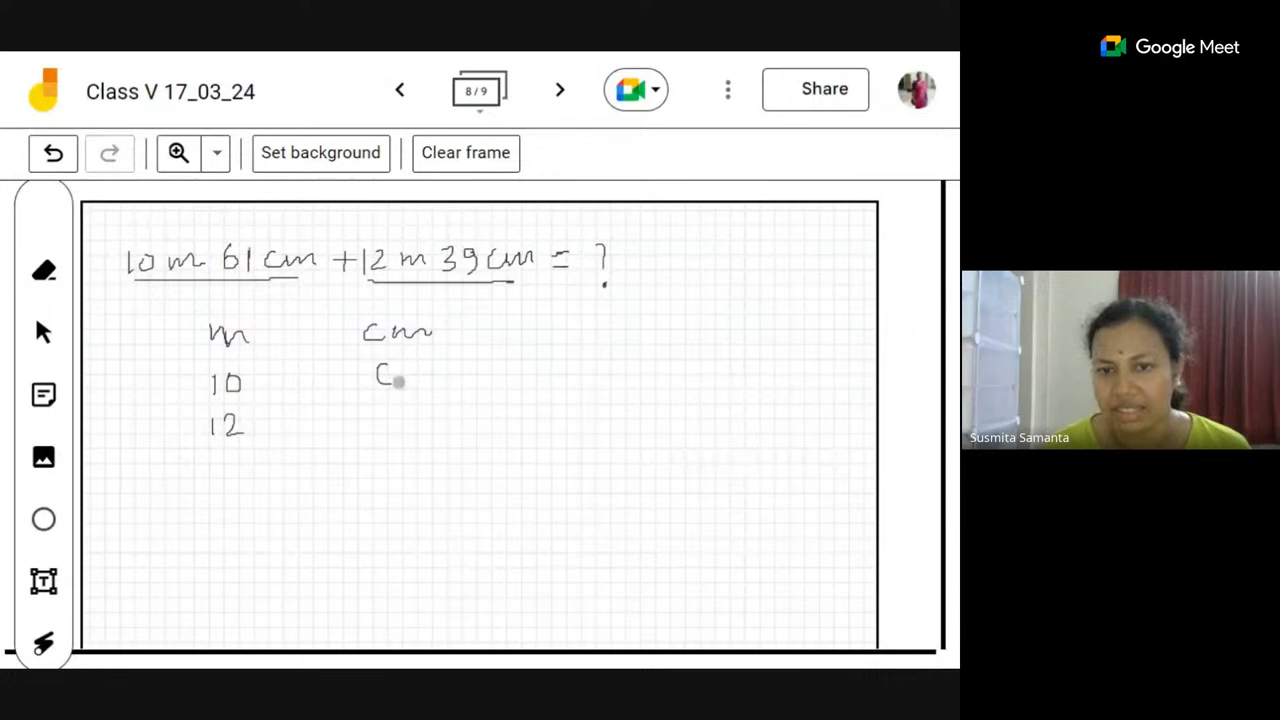 Google Meet
Class V 17_03_24
8/9
Share
Set background
Clear frame
10 m 61 cm + 12 m 39 cm = ?
m cm
10
12
T
Susmita Samanta